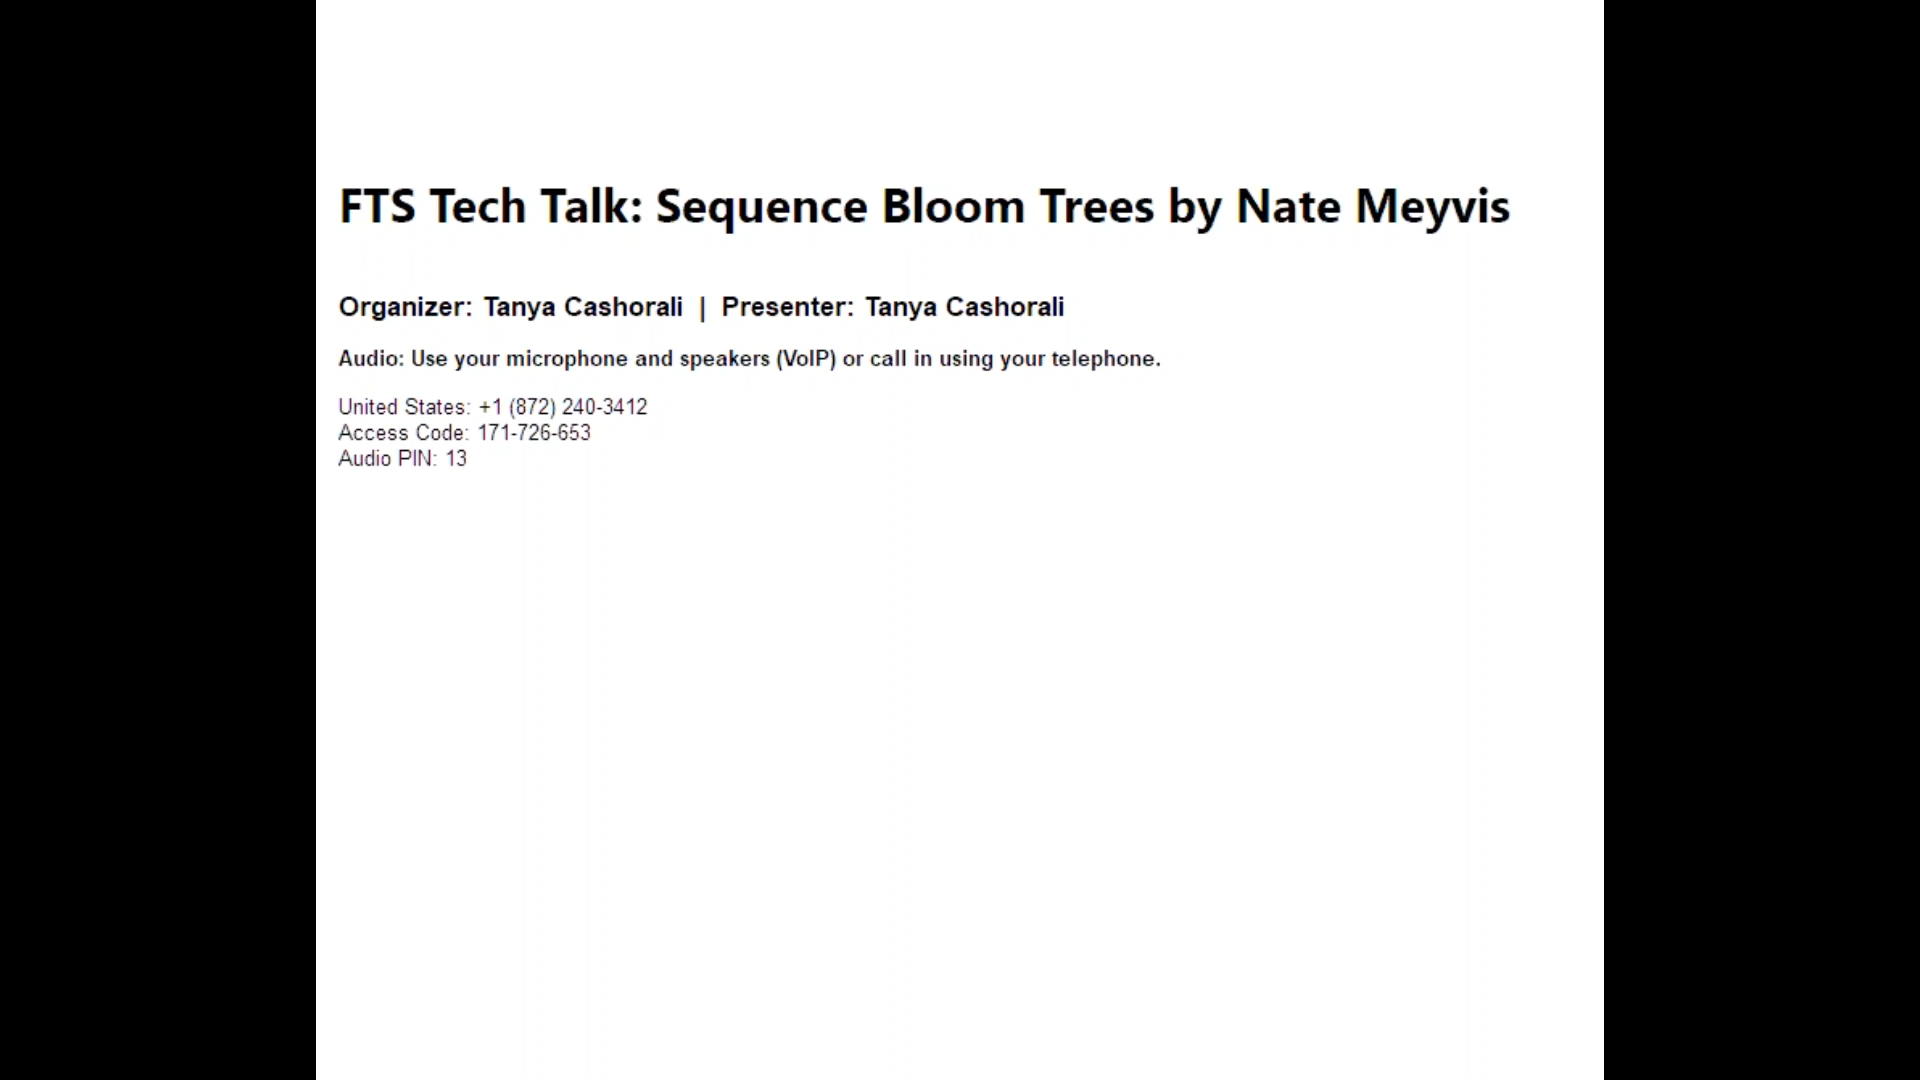 FTS Tech Talk: Sequence Bloom Trees by Nate Meyvis
Organizer: Tanya Cashorali | Presenter: Tanya Cashorali
Audio: Use your microphone and speakers (VoIP) or call in using your telephone.
United States: +1 (872) 240-3412
Access Code: 171-726-653
Audio PIN: 13